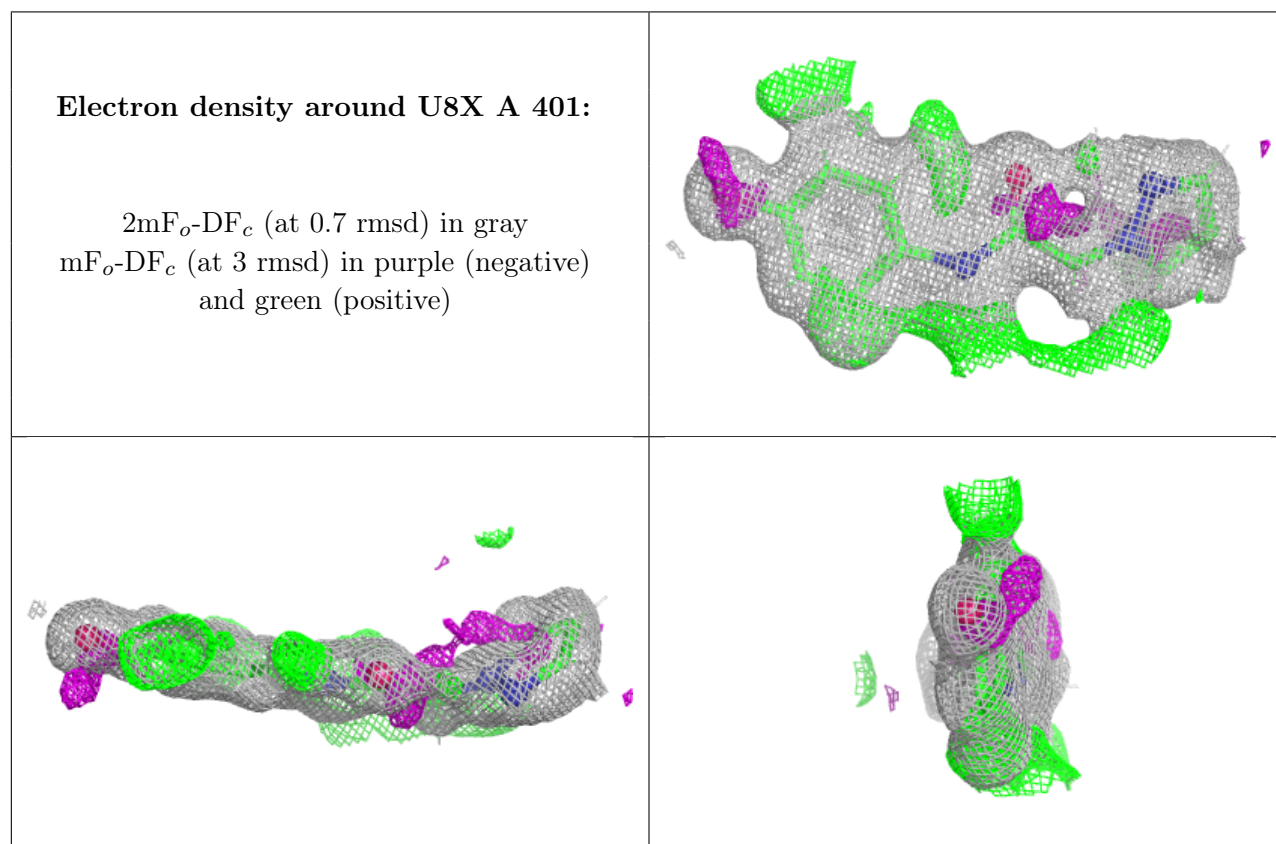 Electron density around U8X A 401:
2mFo-DFc (at 0.7 rmsd) in gray
mFo-DFc (at 3 rmsd) in purple (negative)
and green (positive)